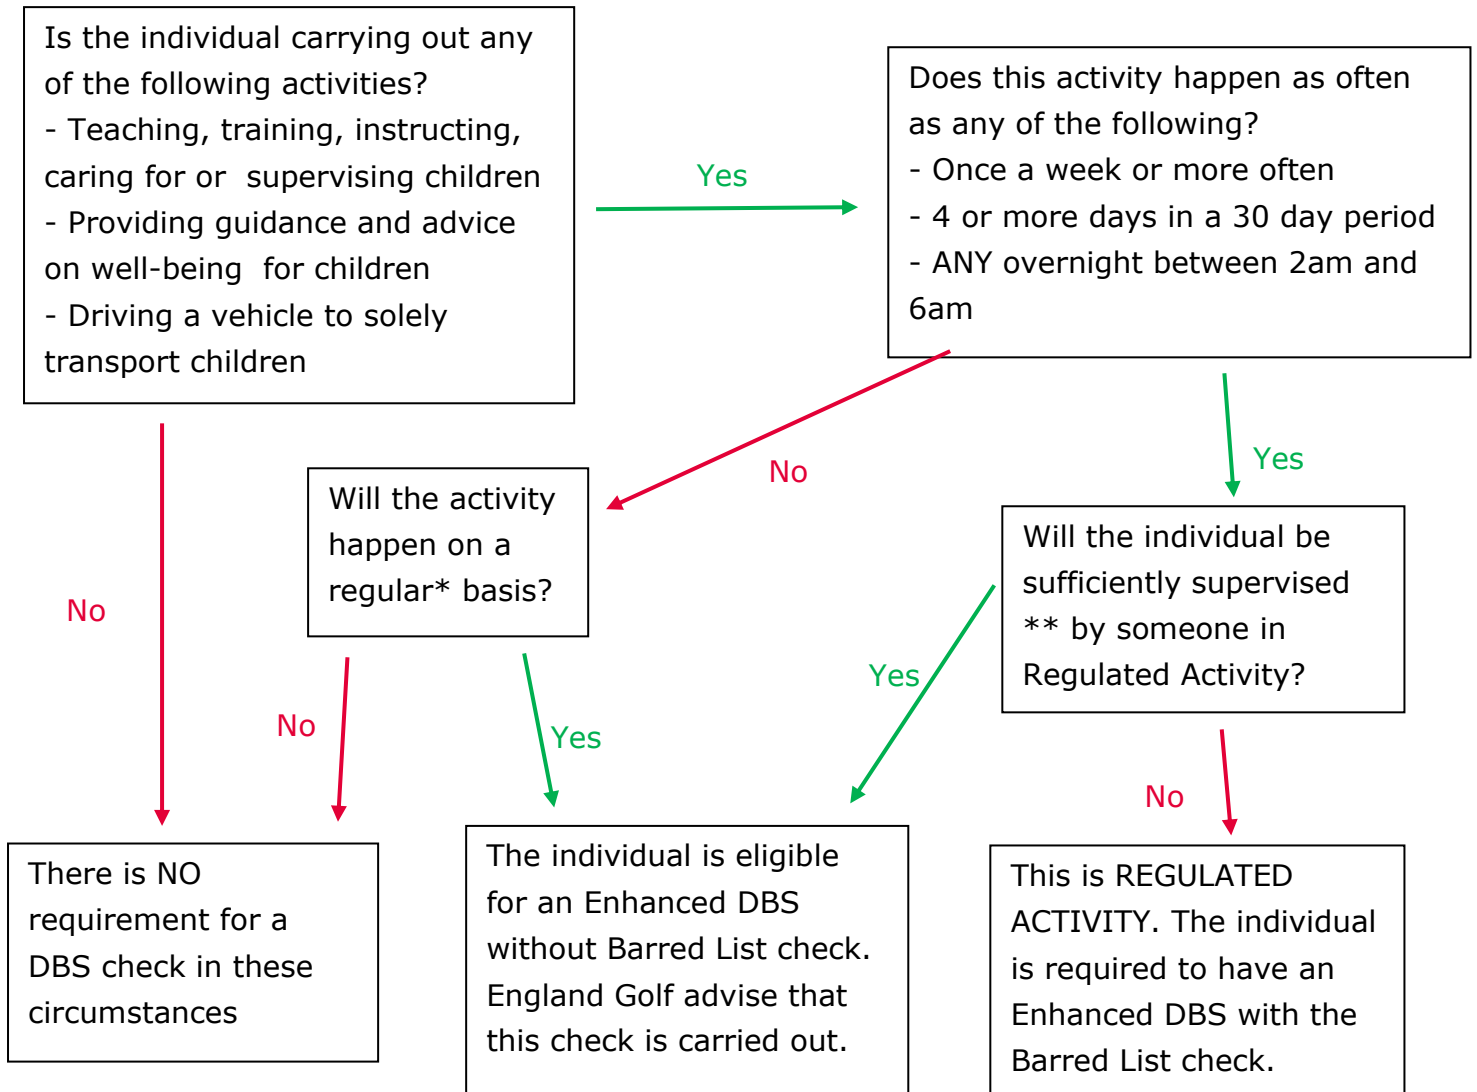 Is the individual carrying out any
of the following activities?
- Teaching, training, instructing,
caring for or supervising children
- Providing guidance and advice
on well-being for children
- Driving a vehicle to solely
transport children
Yes
Does this activity happen as often
as any of the following?
- Once a week or more often
- 4 or more days in a 30 day period
- ANY overnight between 2am and
6am
No
No
Yes
Will the activity
happen on a
regular* basis?
Will the individual be
sufficiently supervised
** by someone in
Regulated Activity?
No
Yes
Yes
No
There is NO
requirement for a
DBS check in these
circumstances
The individual is eligible
for an Enhanced DBS
without Barred List check.
England Golf advise that
this check is carried out.
This is REGULATED
ACTIVITY. The individual
is required to have an
Enhanced DBS with the
Barred List check.